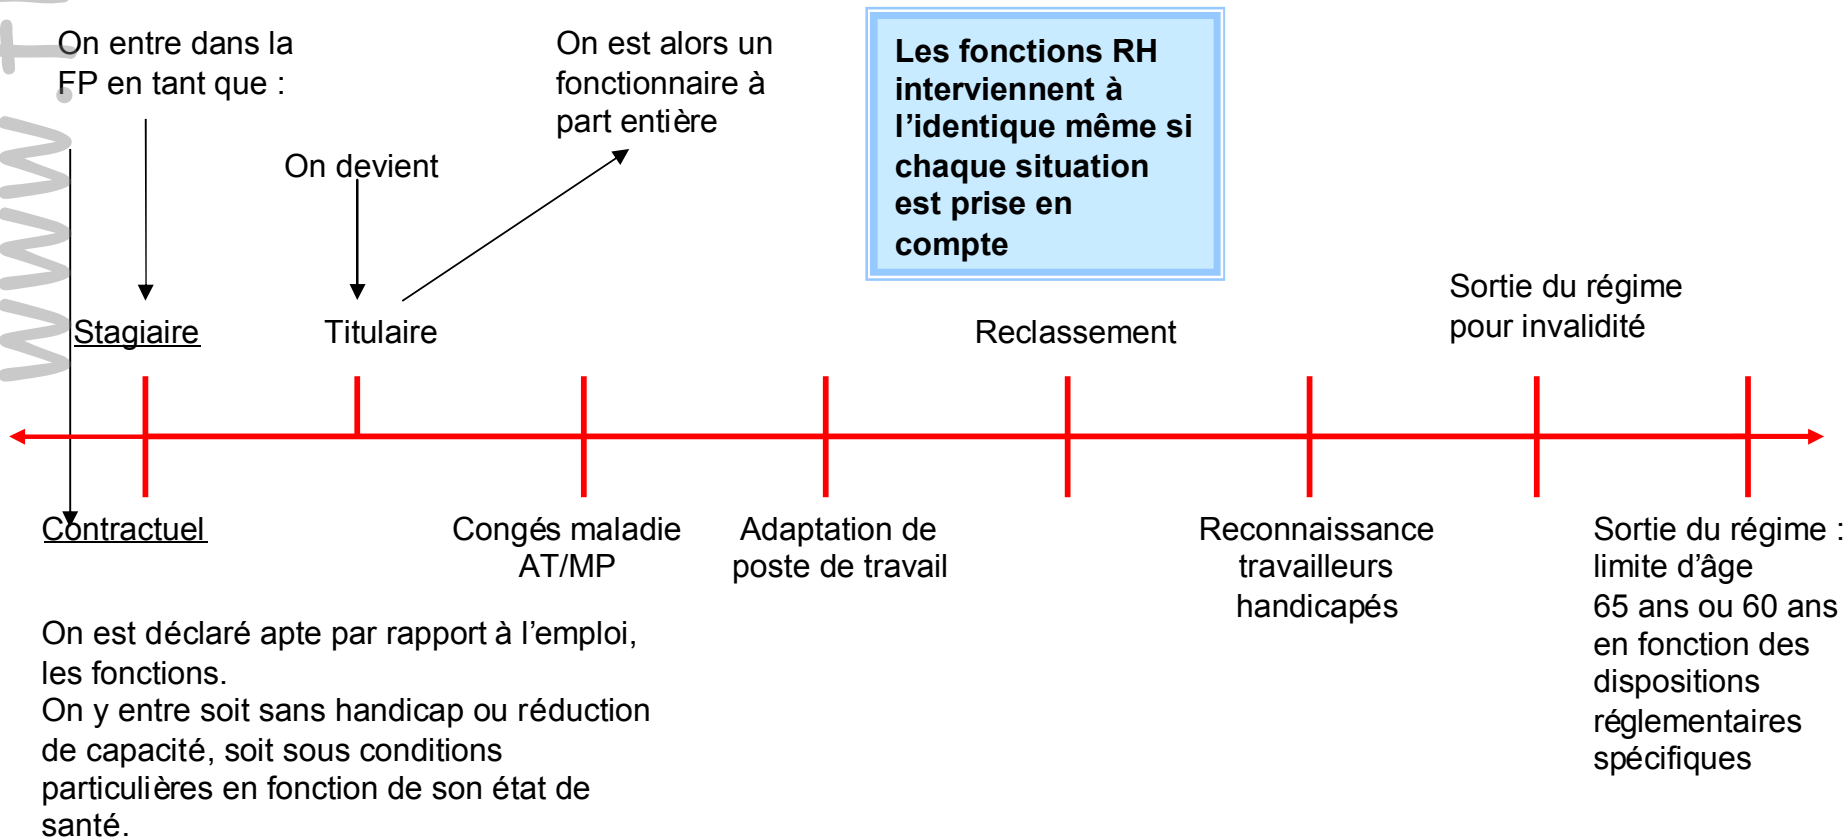 www.
On entre dans la
FP en tant que :
On est alors un
fonctionnaire à
part entière
Les fonctions RH
interviennent à
l’identique même si
chaque situation
est prise en
compte
On devient
Stagiaire
Titulaire
Reclassement
Sortie du régime
pour invalidité
Contractuel
Congés maladie
AT/MP
Adaptation de
poste de travail
Reconnaissance
travailleurs
handicapés
Sortie du régime :
limite d’âge
65 ans ou 60 ans
en fonction des
dispositions
réglementaires
spécifiques
On est déclaré apte par rapport à l’emploi,
les fonctions.
On y entre soit sans handicap ou réduction
de capacité, soit sous conditions
particulières en fonction de son état de
santé.